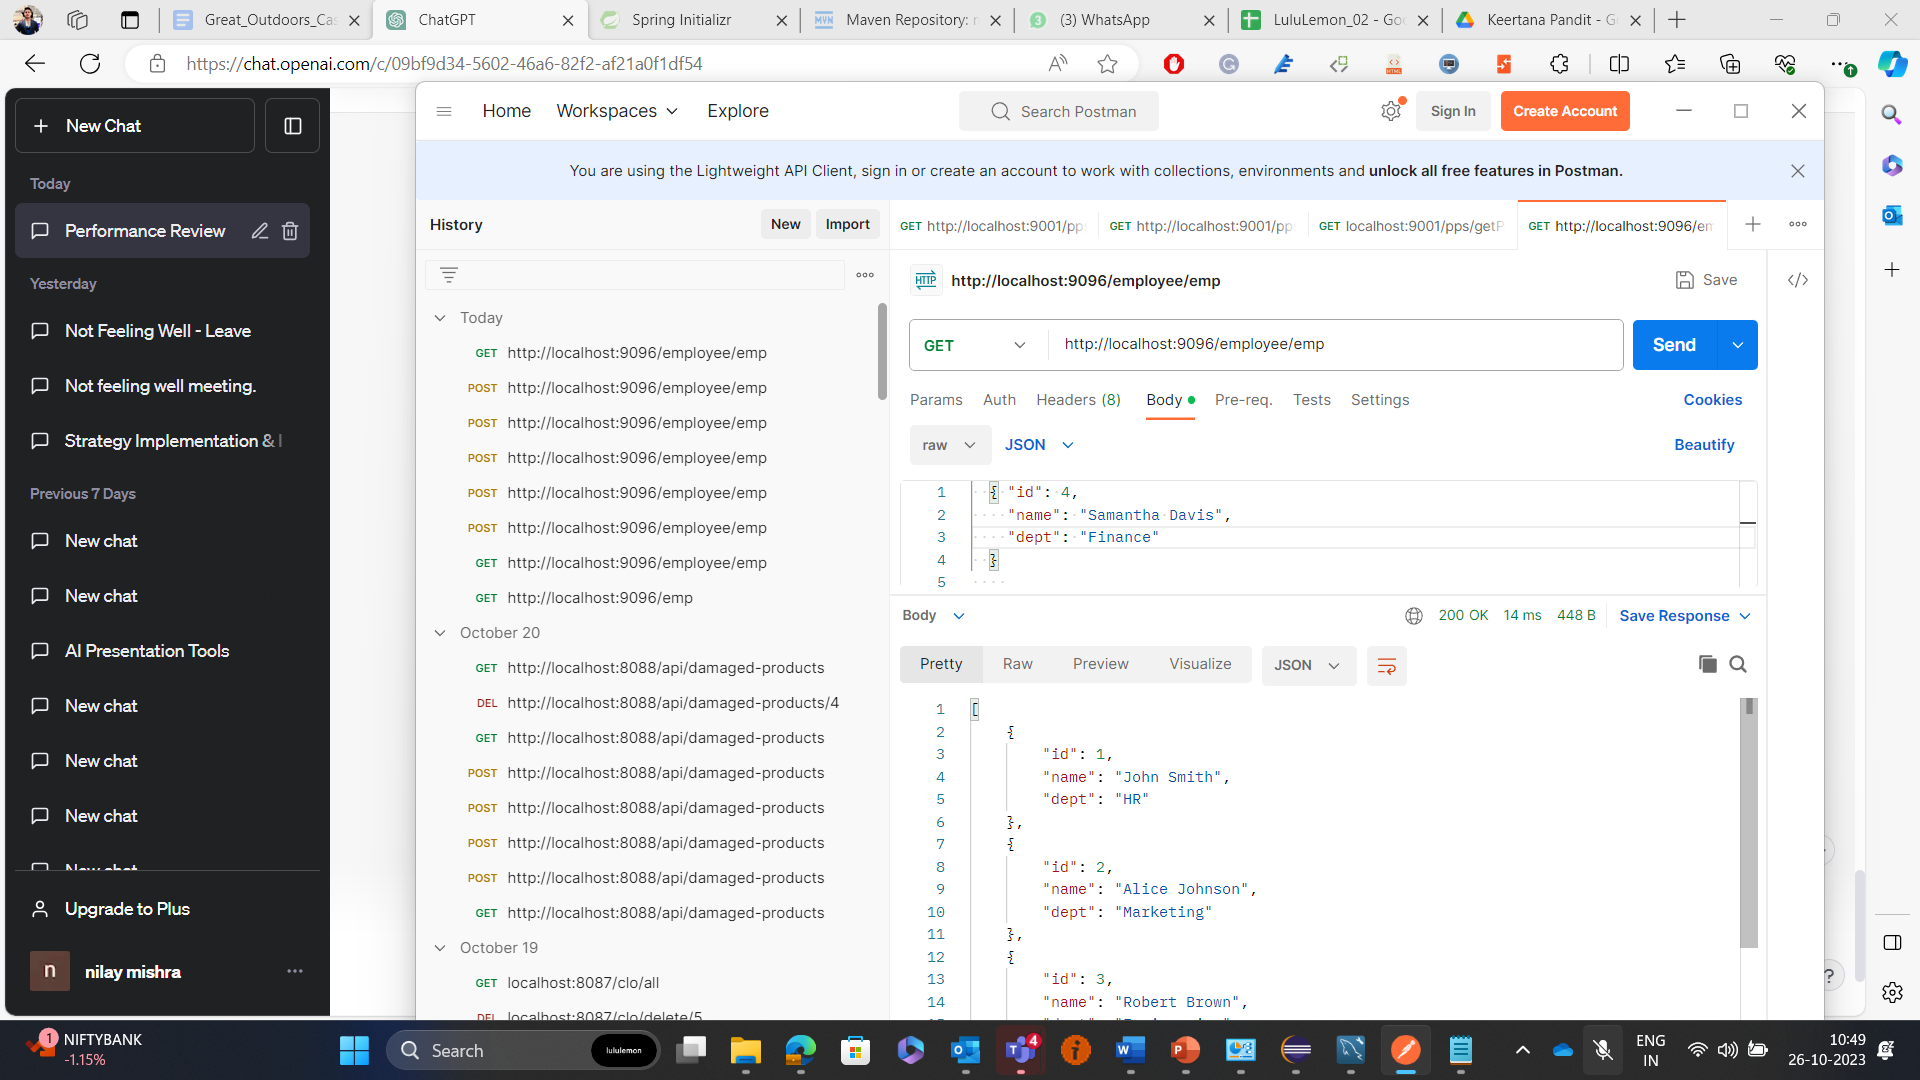 Great_Outdoors_Cas
ChatGPT
Spring Initializr
MVN
Maven Repository:
3
(3) WhatsApp
LuluLemon_02 - Go
Keertana Pandit - G
https://chat.openai.com/c/09bf9d34-5602-46a6-82f2-af21a0f1df54
New Chat
Today
Performance Review
Yesterday
Not Feeling Well - Leave
Not feeling well meeting.
Strategy Implementation &
Previous 7 Days
New chat
New chat
AI Presentation Tools
New chat
New chat
New chat
New chat
Upgrade to Plus
n
nilay mishra
Home
Workspaces
Explore
Search Postman
Sign In
Create Account
You are using the Lightweight API Client, sign in or create an account to work with collections, environments and unlock all free features in Postman.
History
New
Import
Today
GET http://localhost:9096/employee/emp
POST http://localhost:9096/employee/emp
POST http://localhost:9096/employee/emp
POST http://localhost:9096/employee/emp
POST http://localhost:9096/employee/emp
POST http://localhost:9096/employee/emp
GET http://localhost:9096/employee/emp
GET http://localhost:9096/emp
October 20
GET http://localhost:8088/api/damaged-products
DEL http://localhost:8088/api/damaged-products/4
GET http://localhost:8088/api/damaged-products
POST http://localhost:8088/api/damaged-products
POST http://localhost:8088/api/damaged-products
POST http://localhost:8088/api/damaged-products
POST http://localhost:8088/api/damaged-products
GET http://localhost:8088/api/damaged-products
October 19
GET localhost:8087/clo/all
DEL localhost:8087/clo/delete/5
GET http://localhost:9001/pps
GET http://localhost:9001/pps
GET localhost:9001/pps/getP
GET http://localhost:9096/em
HTTP
http://localhost:9096/employee/emp
Save
GET
http://localhost:9096/employee/emp
Send
Params
Auth
Headers (8)
Body
Pre-req.
Tests
Settings
Cookies
raw
JSON
Beautify
1 { "id": 4,
2 "name": "Samantha Davis",
3 "dept": "Finance"
4 }
5
Body
200 OK
14 ms
448 B
Save Response
Pretty
Raw
Preview
Visualize
JSON
1 [
2 {
3 "id": 1,
4 "name": "John Smith",
5 "dept": "HR"
6 },
7 {
8 "id": 2,
9 "name": "Alice Johnson",
10 "dept": "Marketing"
11 },
12 {
13 "id": 3,
14 "name": "Robert Brown",
1
NIFTYBANK
-1.15%
Search
lululemon
4
ENG
IN
10:49
26-10-2023